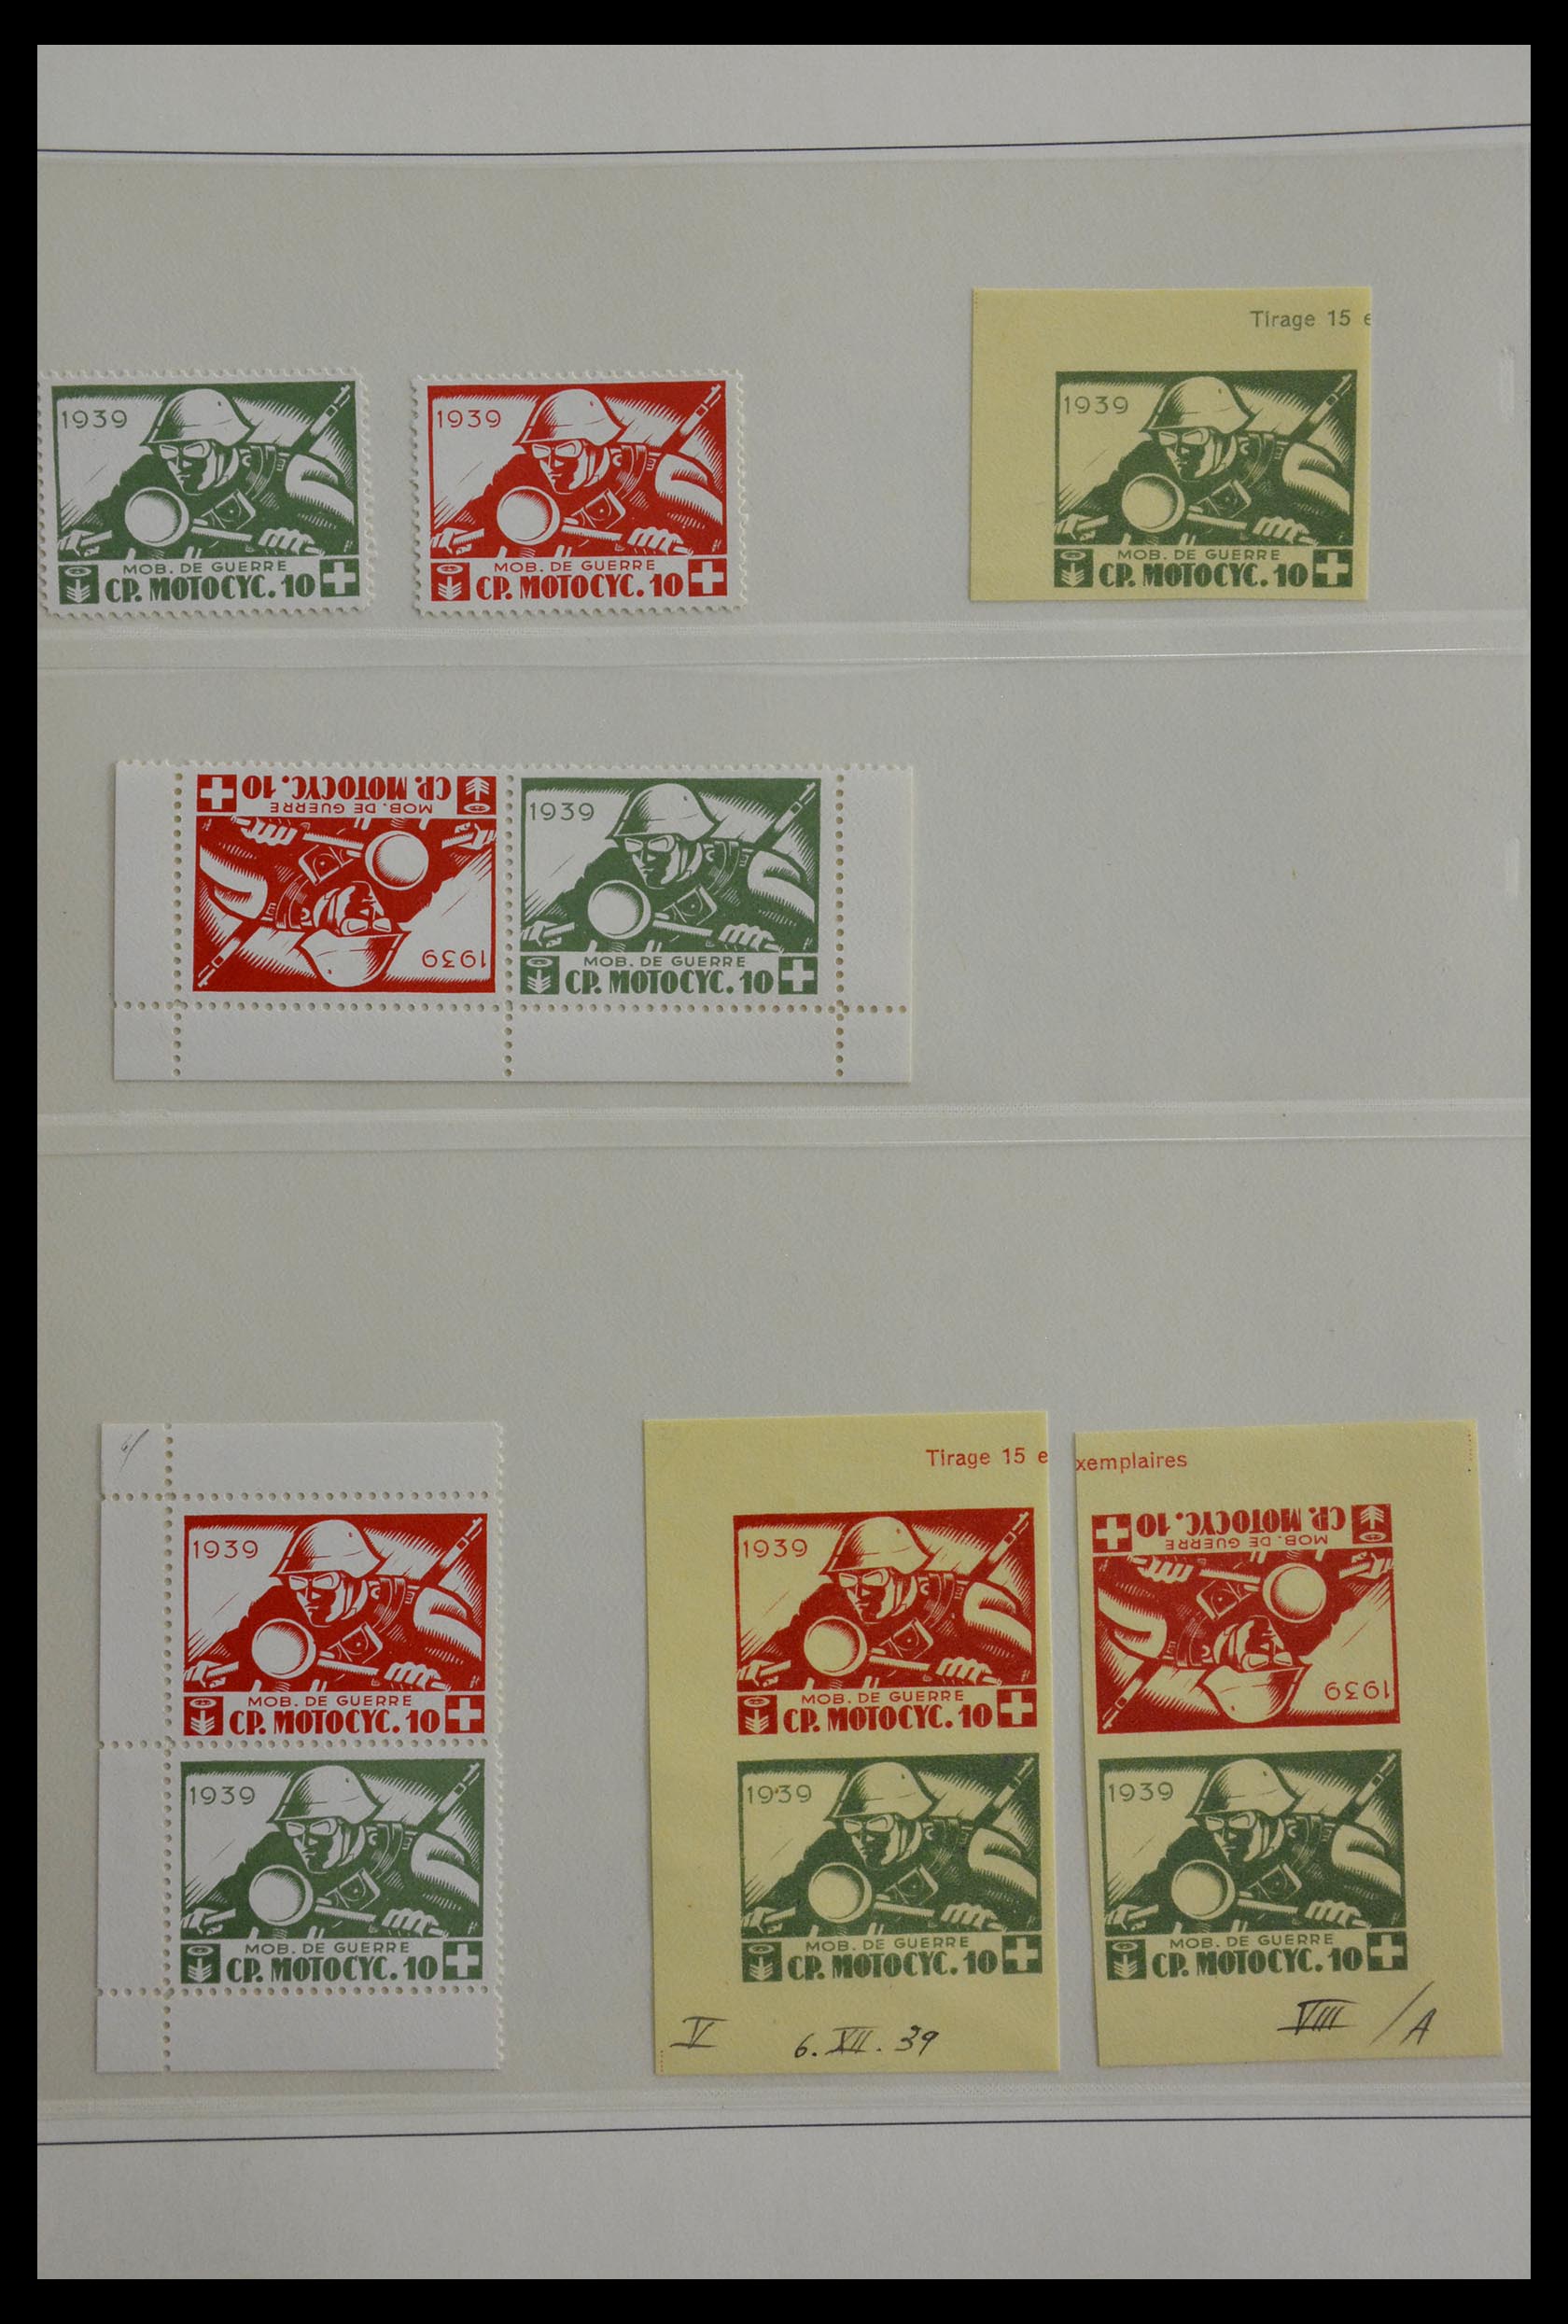 1939
MOB. DE GUERRE
CP. MOTOCYC. 10
1939
MOB. DE GUERRE
CP. MOTOCYC. 10
Tirage 15 e
1939
MOB. DE GUERRE
CP. MOTOCYC. 10
CP. MOTOCYC. 10
MOB. DE GUERRE
1939
1939
MOB. DE GUERRE
CP. MOTOCYC. 10
1939
MOB. DE GUERRE
CP. MOTOCYC. 10
1939
MOB. DE GUERRE
CP. MOTOCYC. 10
Tirage 15 e
1939
MOB. DE GUERRE
CP. MOTOCYC. 10
1939
MOB. DE GUERRE
CP. MOTOCYC. 10
V 6. XII. 39
xemplaires
CP. MOTOCYC. 10
MOB. DE GUERRE
1939
1939
MOB. DE GUERRE
CP. MOTOCYC. 10
VIII /A